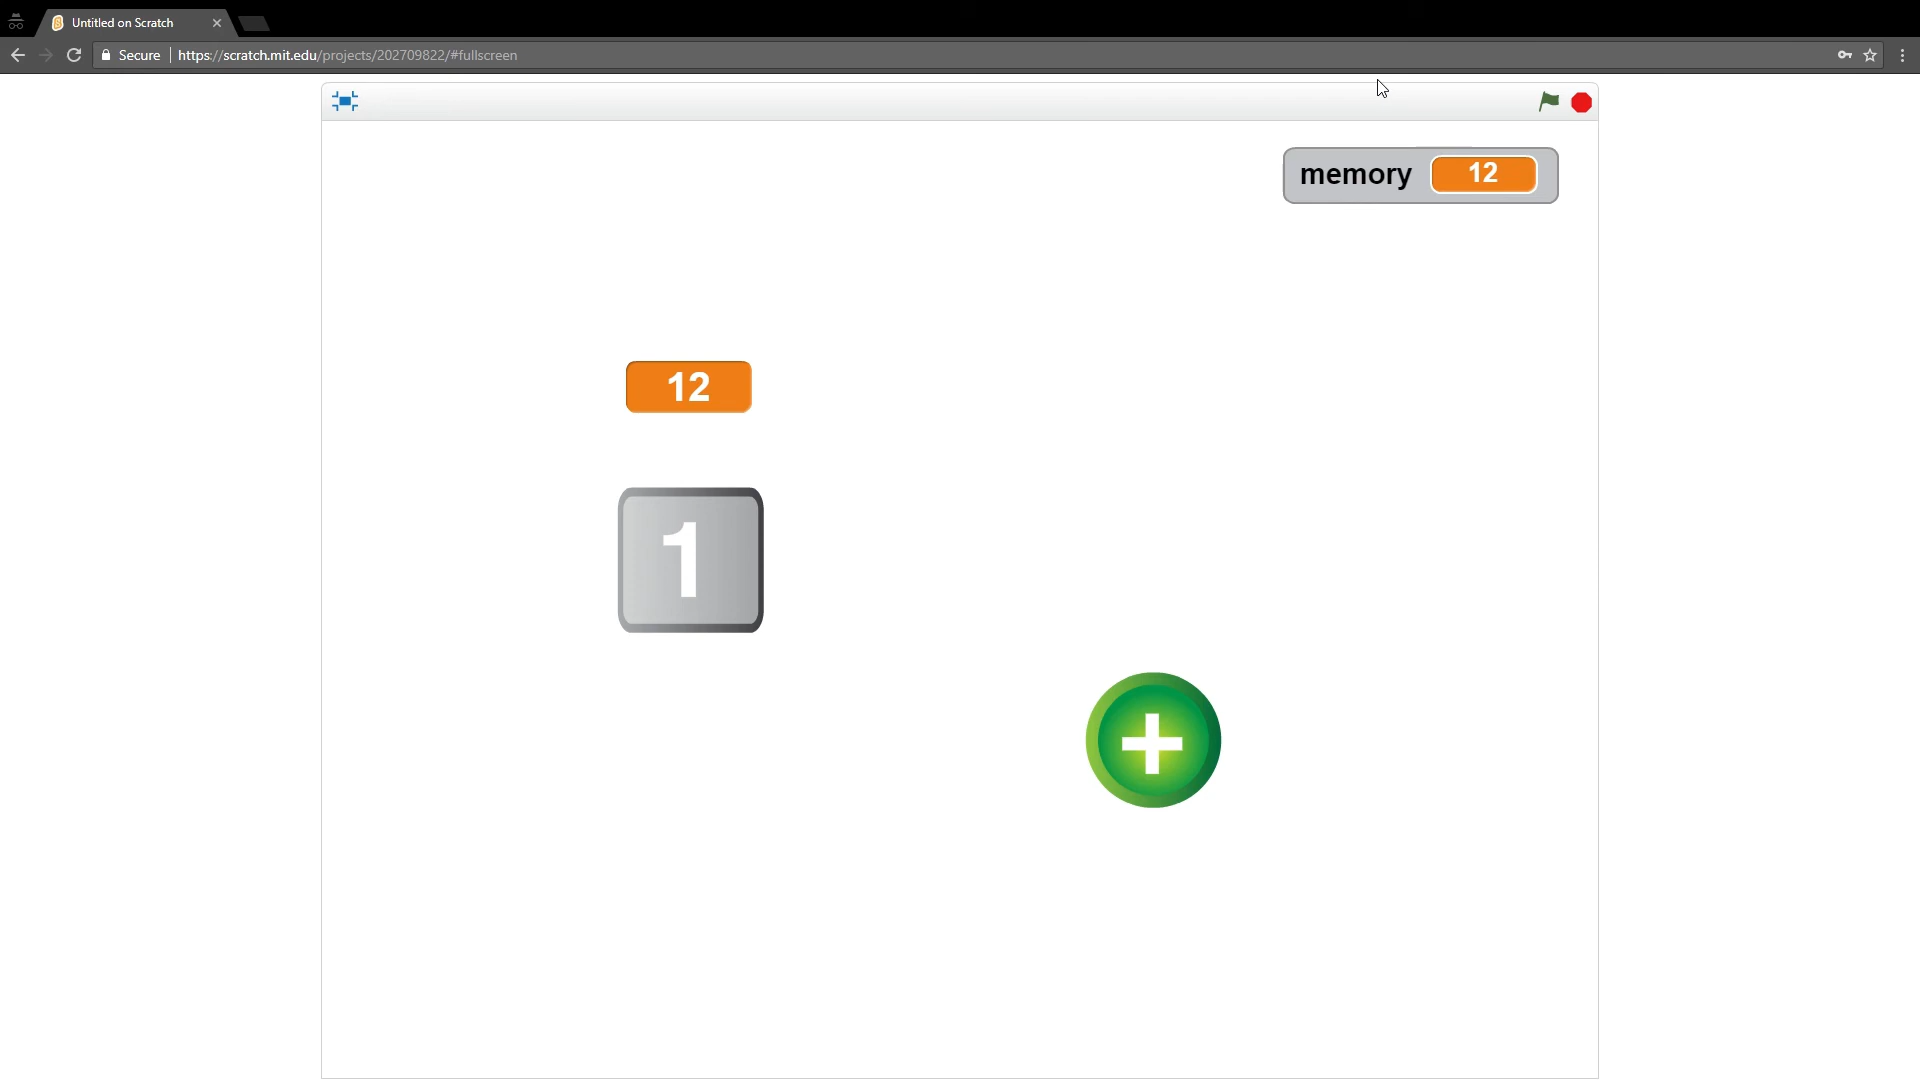 Untitled on Scratch
Secure https://scratch.mit.edu/projects/202709822/#fullscreen
memory 12
12
1
+